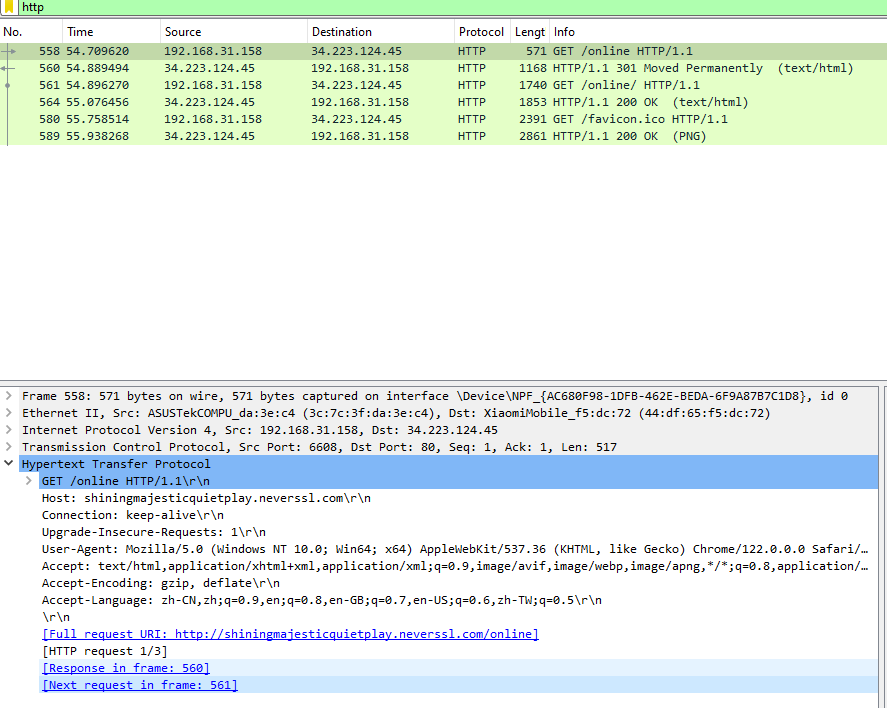 http
No. Time Source Destination Protocol Lengt Info
558 54.709620 192.168.31.158 34.223.124.45 HTTP 571 GET /online HTTP/1.1
560 54.889494 34.223.124.45 192.168.31.158 HTTP 1168 HTTP/1.1 301 Moved Permanently (text/html)
561 54.896270 192.168.31.158 34.223.124.45 HTTP 1740 GET /online/ HTTP/1.1
564 55.076456 34.223.124.45 192.168.31.158 HTTP 1853 HTTP/1.1 200 OK (text/html)
580 55.758514 192.168.31.158 34.223.124.45 HTTP 2391 GET /favicon.ico HTTP/1.1
589 55.938268 34.223.124.45 192.168.31.158 HTTP 2861 HTTP/1.1 200 OK (PNG)
Frame 558: 571 bytes on wire, 571 bytes captured on interface \Device\NPF_{AC680F98-1DFB-462E-BEDA-6F9A87B7C1D8}, id 0
Ethernet II, Src: ASUSTekCOMPU_da:3e:c4 (3c:7c:3f:da:3e:c4), Dst: XiaomiMobile_f5:dc:72 (44:df:65:f5:dc:72)
Internet Protocol Version 4, Src: 192.168.31.158, Dst: 34.223.124.45
Transmission Control Protocol, Src Port: 6608, Dst Port: 80, Seq: 1, Ack: 1, Len: 517
Hypertext Transfer Protocol
GET /online HTTP/1.1\r\n
Host: shiningmajesticquietplay.neverssl.com\r\n
Connection: keep-alive\r\n
Upgrade-Insecure-Requests: 1\r\n
User-Agent: Mozilla/5.0 (Windows NT 10.0; Win64; x64) AppleWebKit/537.36 (KHTML, like Gecko) Chrome/122.0.0.0 Safari/…
Accept: text/html,application/xhtml+xml,application/xml;q=0.9,image/avif,image/webp,image/apng,*/*;q=0.8,application/…
Accept-Encoding: gzip, deflate\r\n
Accept-Language: zh-CN,zh;q=0.9,en;q=0.8,en-GB;q=0.7,en-US;q=0.6,zh-TW;q=0.5\r\n
\r\n
[Full request URI: http://shiningmajesticquietplay.neverssl.com/online]
[HTTP request 1/3]
[Response in frame: 560]
[Next request in frame: 561]